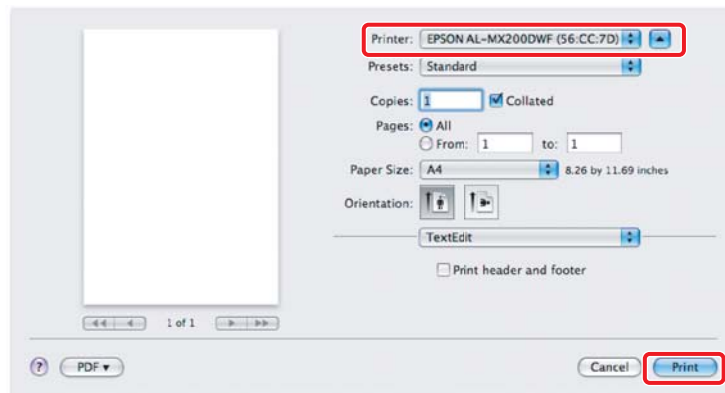 Printer: EPSON AL-MX200DWF (56:CC:7D)
Presets: Standard
Copies: 1 Collated
Pages: All
From: 1 to: 1
Paper Size: A4 8.26 by 11.69 inches
Orientation:
TextEdit
Print header and footer
1 of 1
? PDF ▾ Cancel Print